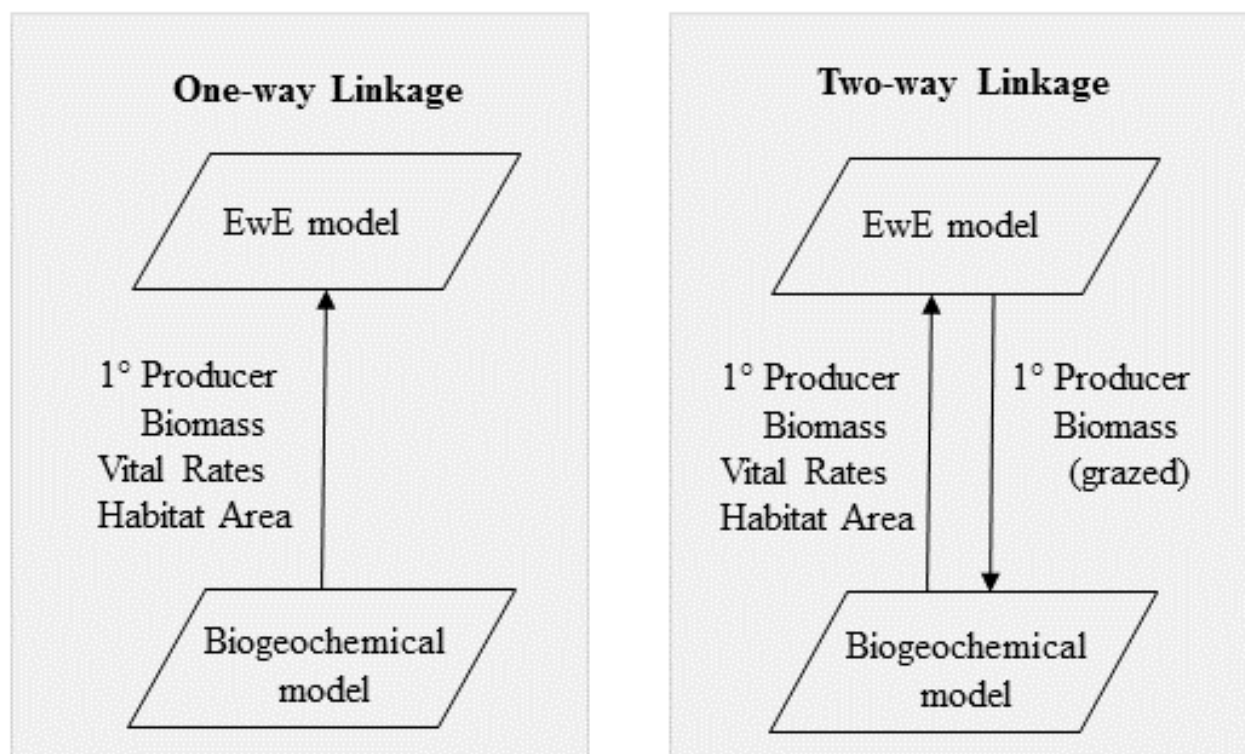 One-way Linkage
EwE model
1° Producer
Biomass
Vital Rates
Habitat Area
Biogeochemical
model
Two-way Linkage
EwE model
1° Producer
Biomass
Vital Rates
Habitat Area
1° Producer
Biomass
(grazed)
Biogeochemical
model